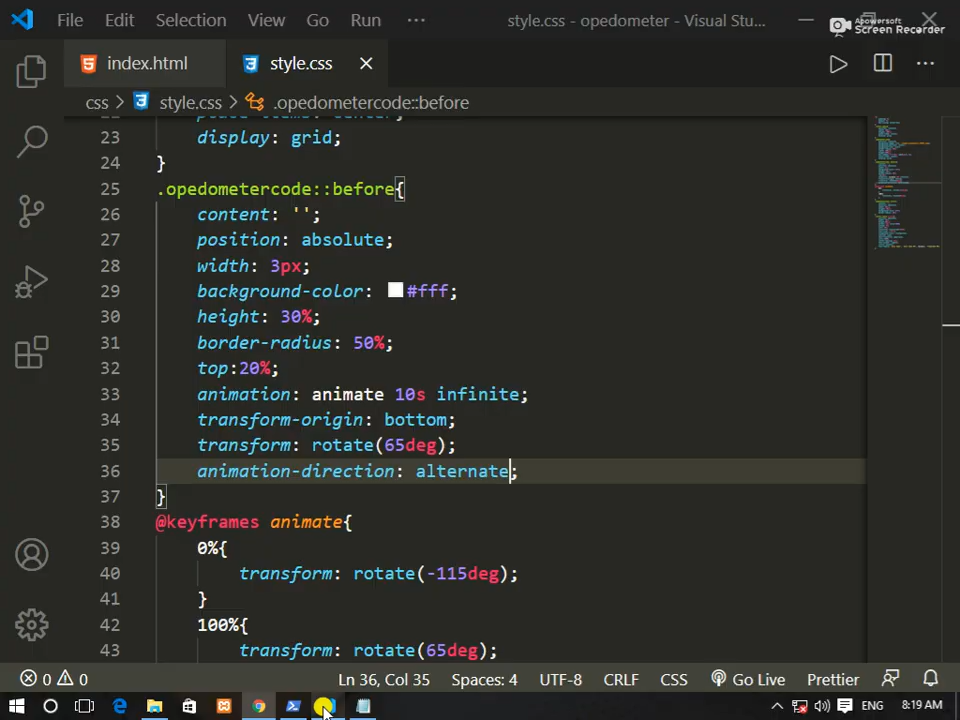 File Edit Selection View Go Run ··· style.css - opedometer - Visual Stu...
Apowersoft
Screen Recorder
index.html style.css
css > style.css > .opedometercode::before
23 display: grid;
24 }
25 .opedometercode::before{
26 content: '';
27 position: absolute;
28 width: 3px;
29 background-color: #fff;
30 height: 30%;
31 border-radius: 50%;
32 top:20%;
33 animation: animate 10s infinite;
34 transform-origin: bottom;
35 transform: rotate(65deg);
36 animation-direction: alternate;
37 }
38 @keyframes animate{
39 0%{
40 transform: rotate(-115deg);
41 }
42 100%{
43 transform: rotate(65deg);
0 0 Ln 36, Col 35 Spaces: 4 UTF-8 CRLF CSS Go Live Prettier
ENG 8:19 AM